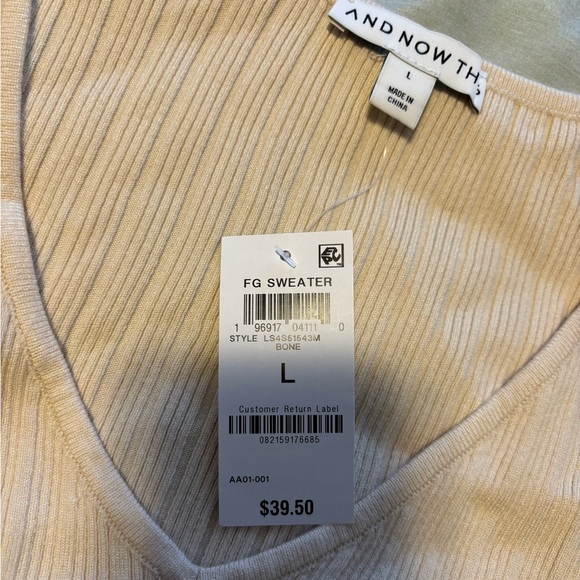 AND NOW TH
L
MADE IN
CHINA
FG SWEATER
1 96917 04111 0
STYLE LS4S61643M
BONE
L
Customer Return Label
082159176685
AA01-001
$39.50